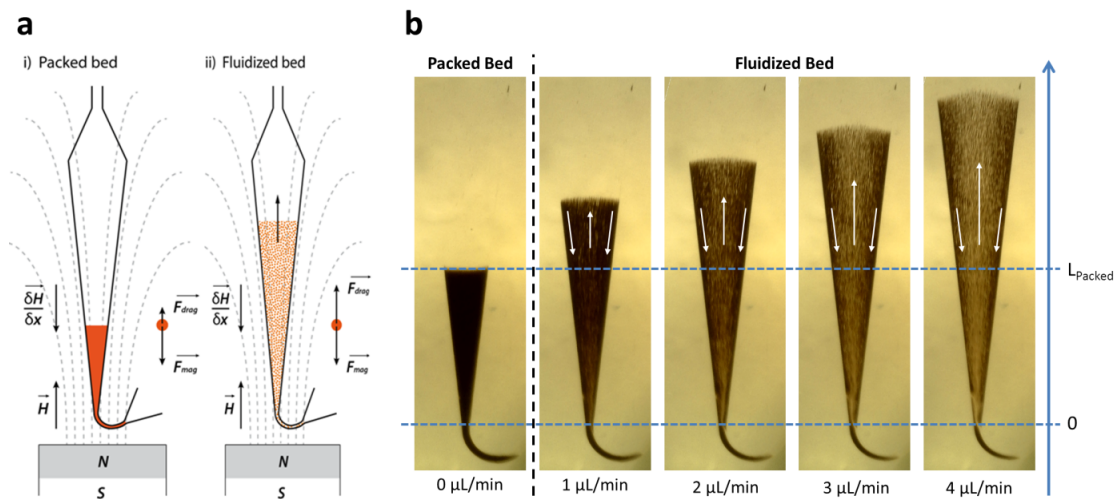 a
i) Packed bed
ii) Fluidized bed
δH
δx
F_drag
F_mag
H
N
S
δH
δx
F_drag
F_mag
H
N
S
b
Packed Bed
Fluidized Bed
L_Packed
0
0 µL/min
1 µL/min
2 µL/min
3 µL/min
4 µL/min